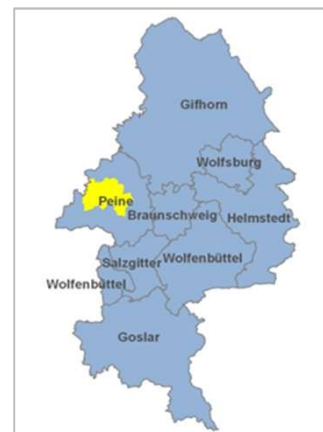 Gifhorn
Wolfsburg
Peine
Braunschweig
Helmstedt
Salzgitter
Wolfenbüttel
Wolfenbüttel
Goslar